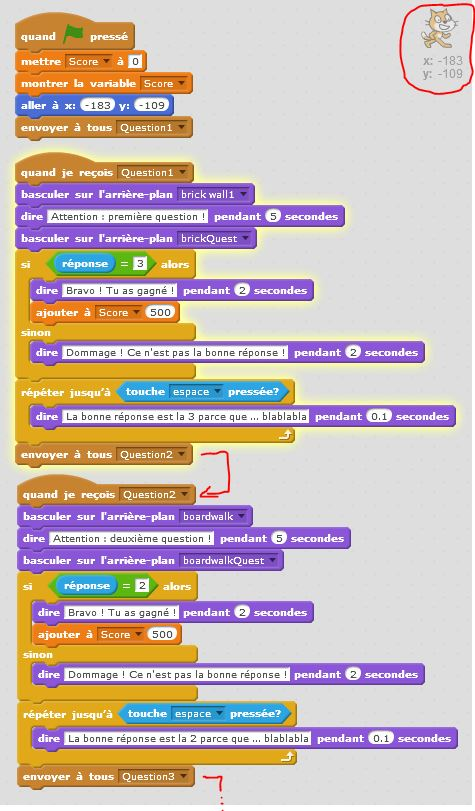 quand pressé
mettre Score à 0
montrer la variable Score
aller à x: -183 y: -109
envoyer à tous Question1
x: -183
y: -109
quand je reçois Question1
basculer sur l'arrière-plan brick wall1
dire Attention : première question ! pendant 5 secondes
basculer sur l'arrière-plan brickQuest
si réponse = 3 alors
dire Bravo ! Tu as gagné ! pendant 2 secondes
ajouter à Score 500
sinon
dire Dommage ! Ce n'est pas la bonne réponse ! pendant 2 secondes
répéter jusqu'à touche espace pressée?
dire La bonne réponse est la 3 parce que ... blablabla pendant 0.1 secondes
envoyer à tous Question2
quand je reçois Question2
basculer sur l'arrière-plan boardwalk
dire Attention : deuxième question ! pendant 5 secondes
basculer sur l'arrière-plan boardwalkQuest
si réponse = 2 alors
dire Bravo ! Tu as gagné ! pendant 2 secondes
ajouter à Score 500
sinon
dire Dommage ! Ce n'est pas la bonne réponse ! pendant 2 secondes
répéter jusqu'à touche espace pressée?
dire La bonne réponse est la 2 parce que ... blablabla pendant 0.1 secondes
envoyer à tous Question3